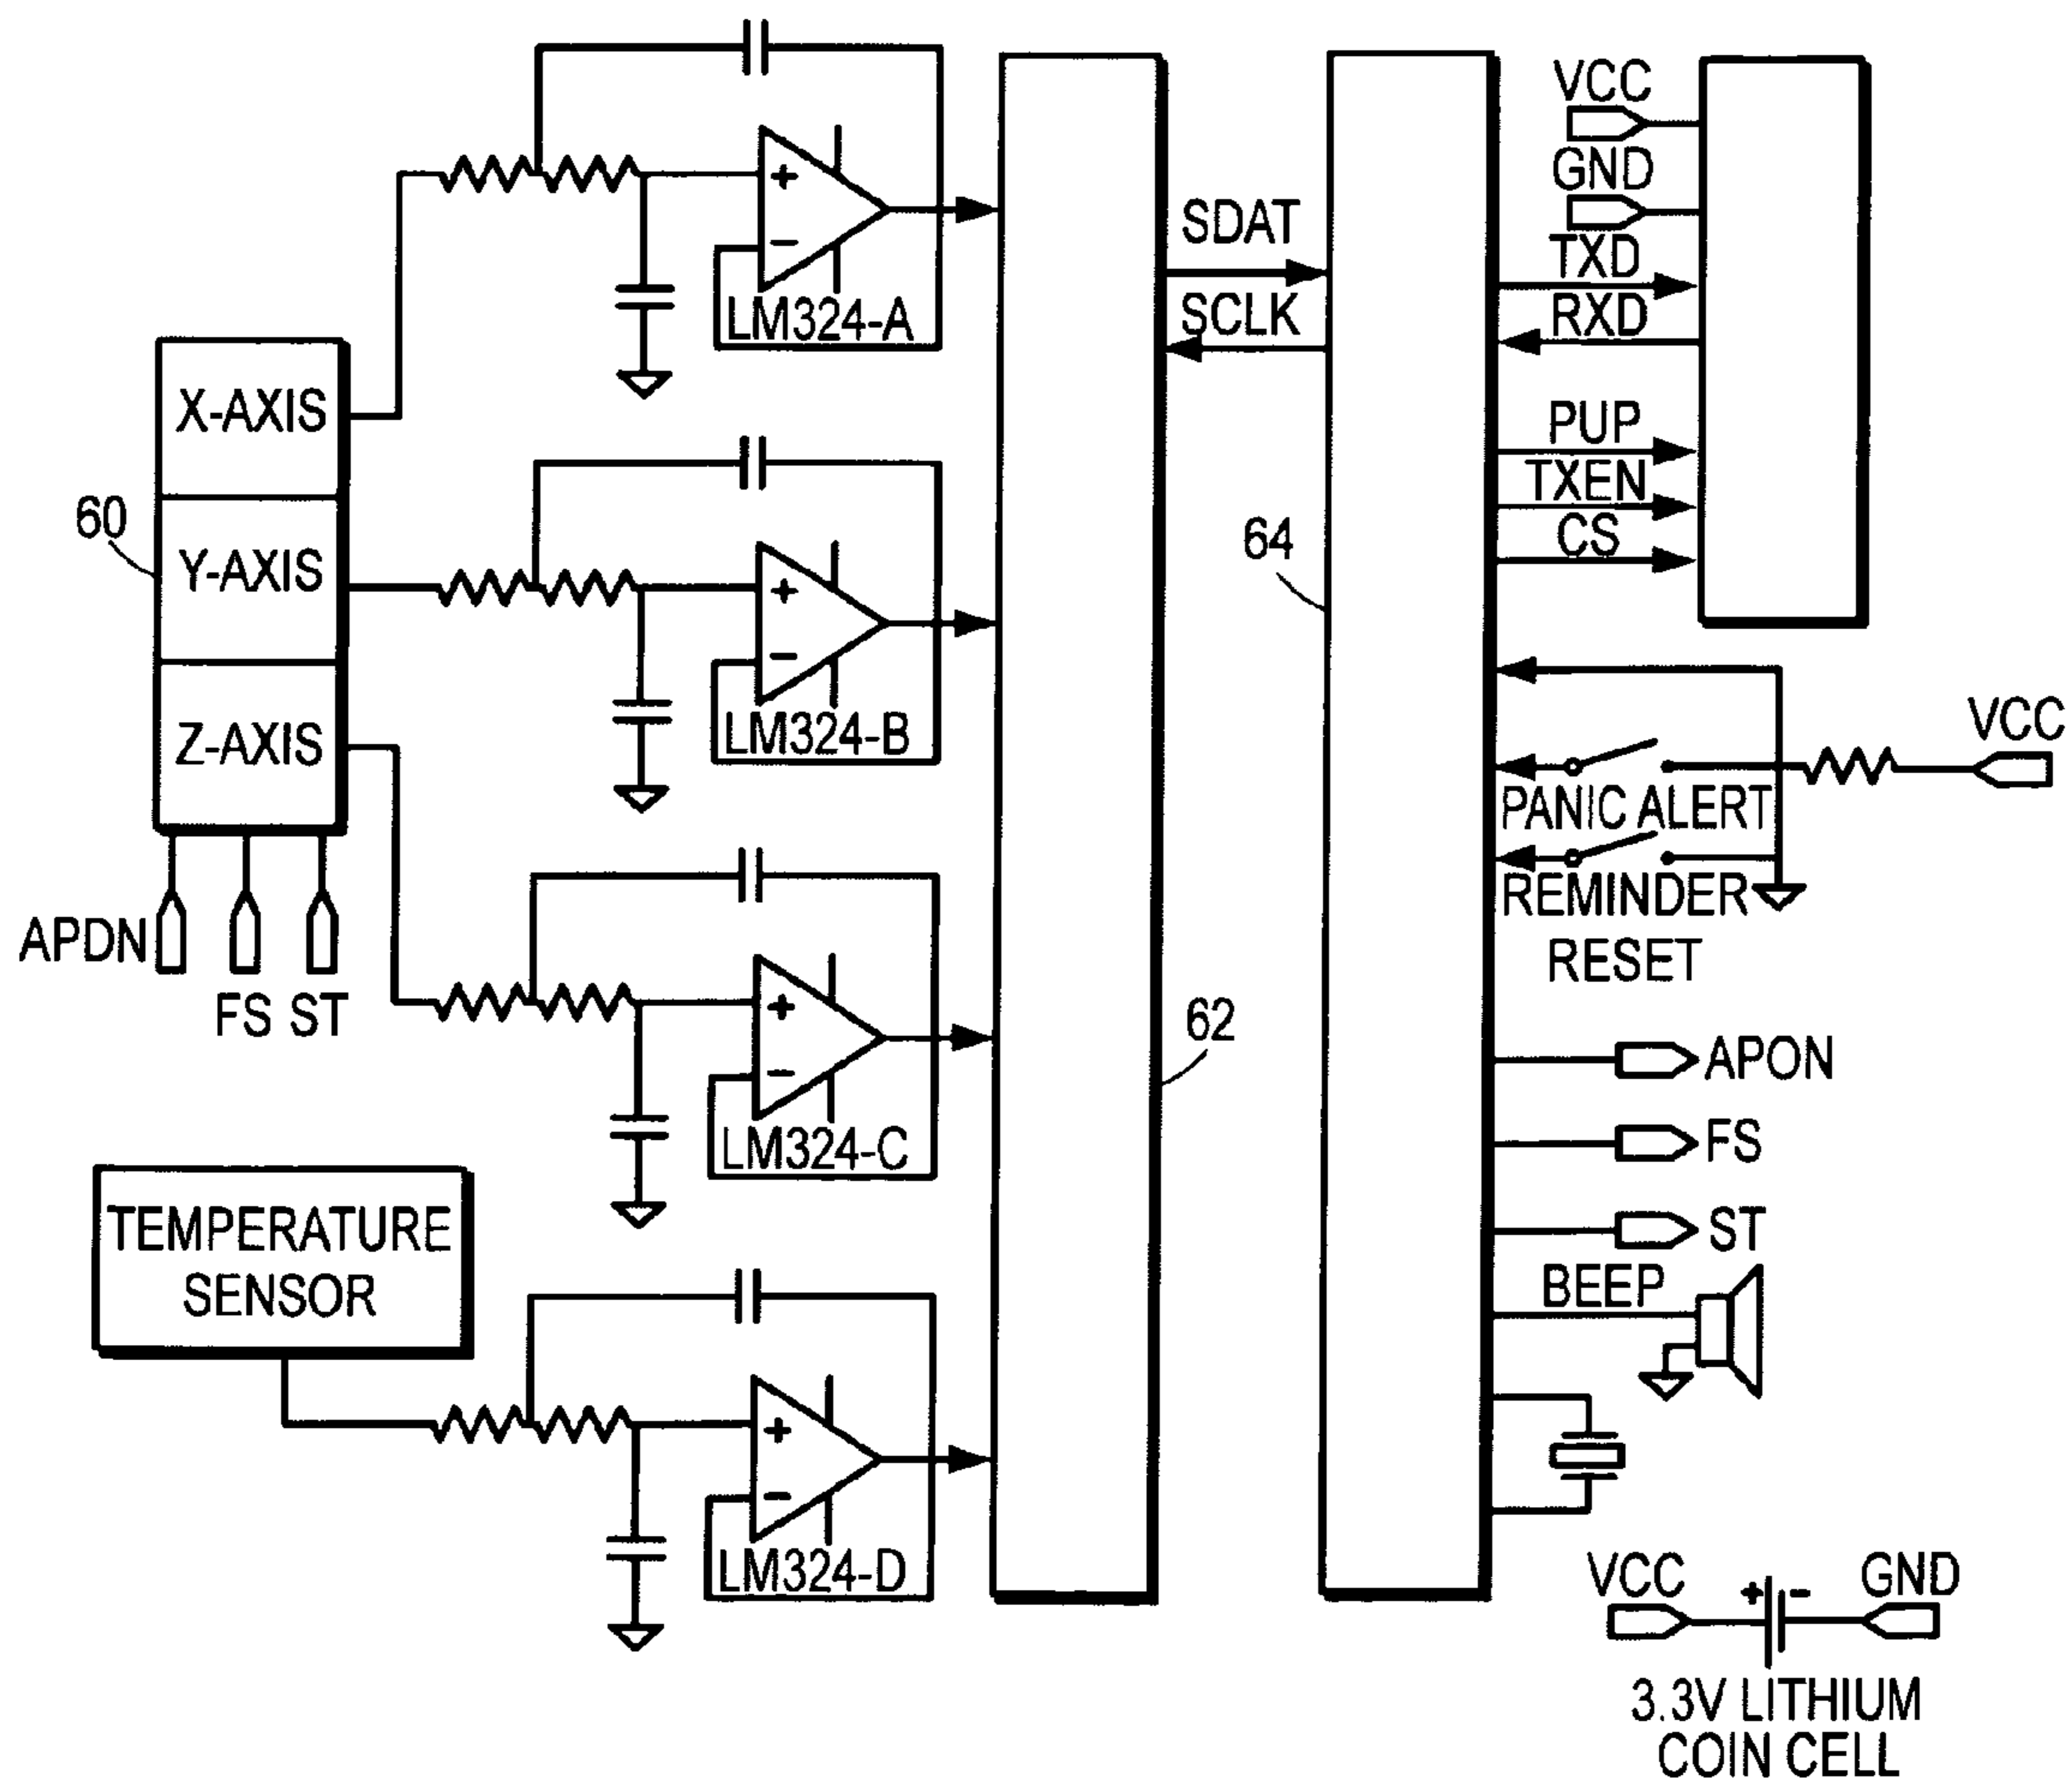 X-AXIS
Y-AXIS
Z-AXIS
60
APDN
FS ST
TEMPERATURE
SENSOR
+
−
LM324-A
+
−
LM324-B
+
−
LM324-C
+
−
LM324-D
62
SDAT
SCLK
64
VCC
GND
TXD
RXD
PUP
TXEN
CS
VCC
PANIC ALERT
REMINDER
RESET
APON
FS
ST
BEEP
VCC + - GND
3.3V LITHIUM
COIN CELL